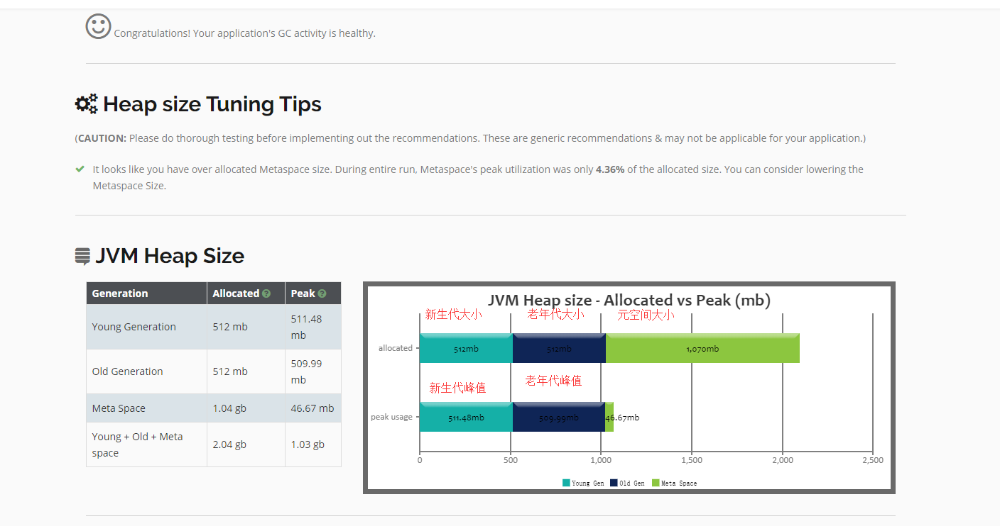 Congratulations! Your application's GC activity is healthy.
Heap size Tuning Tips
(CAUTION: Please do thorough testing before implementing out the recommendations. These are generic recommendations & may not be applicable for your application.)
It looks like you have over allocated Metaspace size. During entire run, Metaspace's peak utilization was only 4.36% of the allocated size. You can consider lowering the
Metaspace Size.
JVM Heap Size
Generation Allocated ? Peak ?
Young Generation 512 mb 511.48
mb
Old Generation 512 mb 509.99
mb
Meta Space 1.04 gb 46.67 mb
Young + Old + Meta
space 2.04 gb 1.03 gb
JVM Heap size - Allocated vs Peak (mb)
新生代大小 老年代大小 元空间大小
allocated 512mb 512mb 1,070mb
新生代峰值 老年代峰值
peak usage 511.48mb 509.99mb 46.67mb
0 500 1,000 1,500 2,000 2,500
Young Gen Old Gen Meta Space